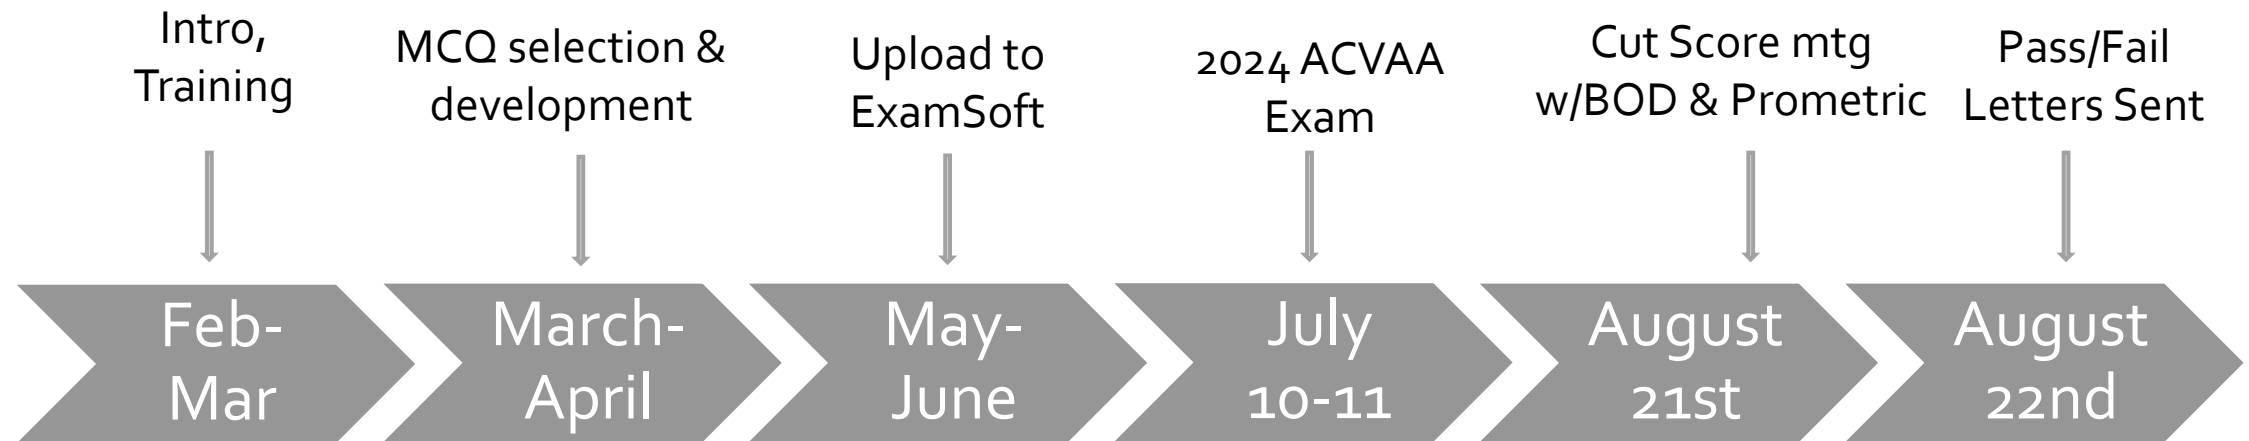 Intro,
Training
MCQ selection &
development
Upload to
ExamSoft
2024 ACVAA
Exam
Cut Score mtg
w/BOD & Prometric
Pass/Fail
Letters Sent
Feb-
Mar
March-
April
May-
June
July
10-11
August
21st
August
22nd